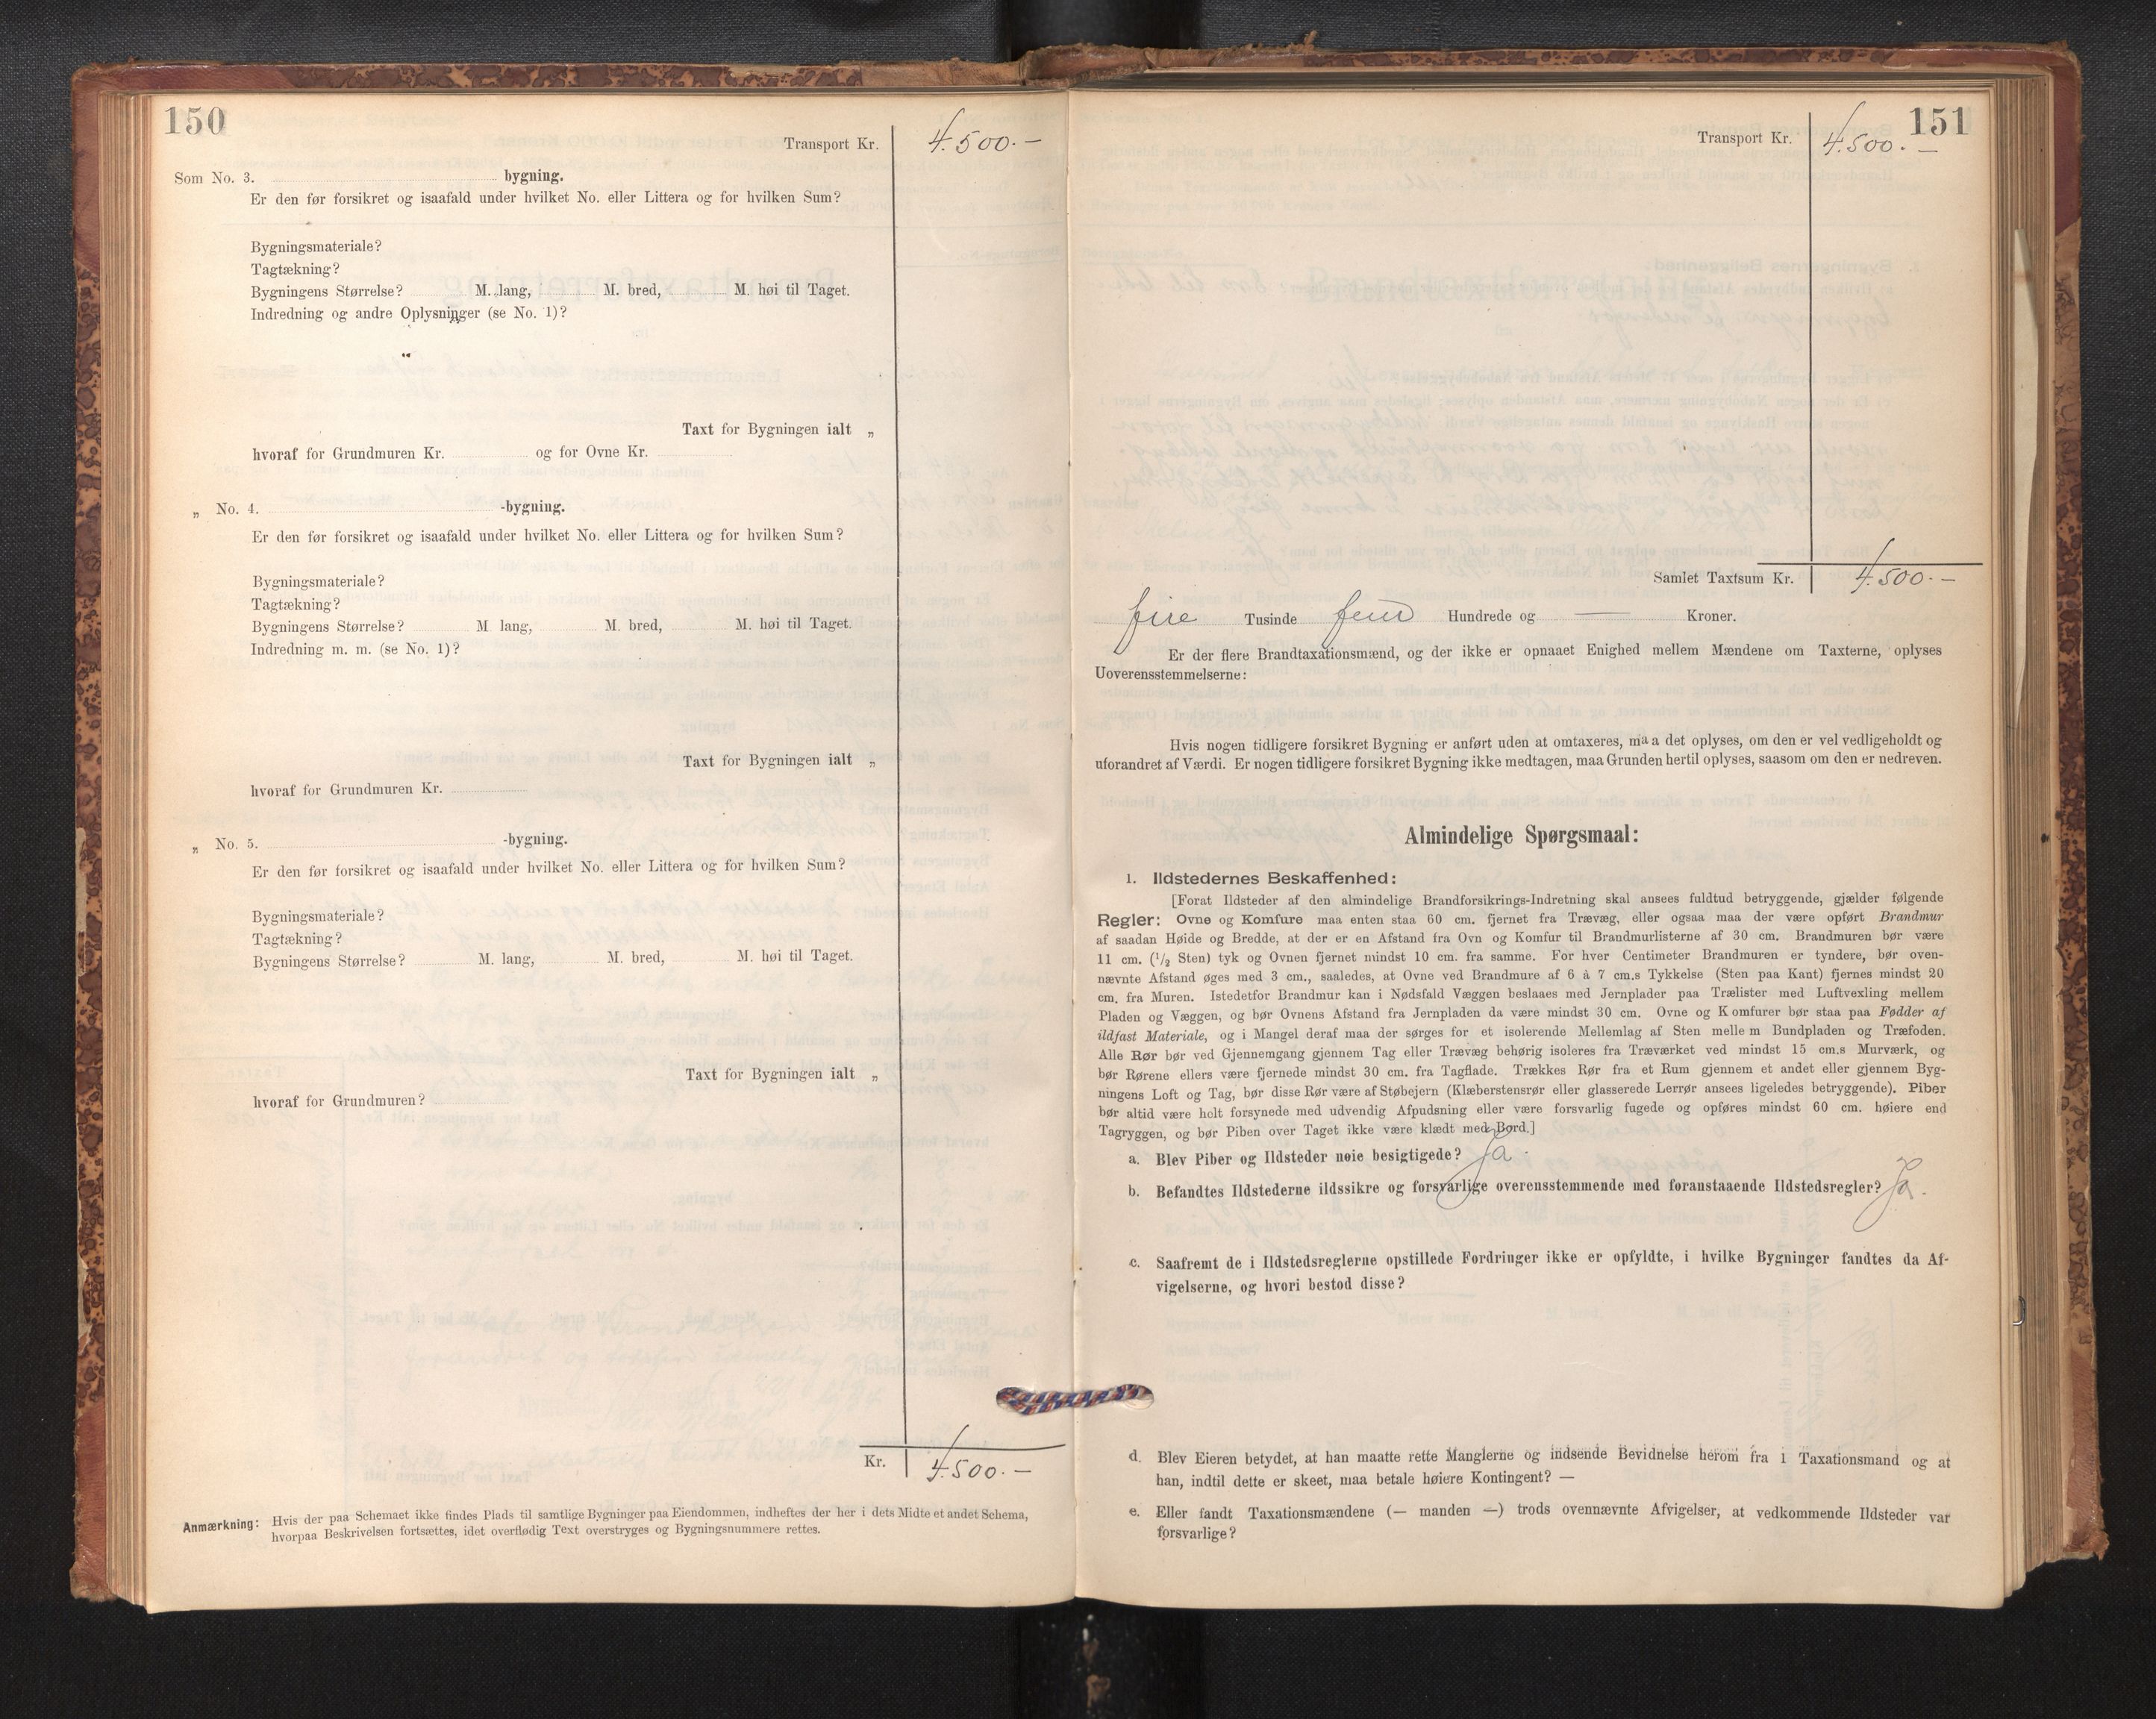 150
Transport Kr. 4.500.-
Som No. 3. bygning.
Er den før forsikret og isaafald under hvilket No. eller Littera og for hvilken Sum?
Bygningsmateriale?
Tagtækning?
Bygningens Størrelse? M. lang, M. bred, M. høi til Taget.
Indredning og andre Oplysninger (se No. 1)?
Taxt for Bygningen ialt „
hvoraf for Grundmuren Kr. og for Ovne Kr.
„ No. 4. -bygning.
Er den før forsikret og isaafald under hvilket No. eller Littera og for hvilken Sum?
Bygningsmateriale?
Tagtækning?
Bygningens Størrelse? M lang, M. bred, M. høi til Taget.
Indredning m. m. (se No. 1)?
Taxt for Bygningen ialt „
hvoraf for Grundmuren Kr.
„ No. 5. -bygning.
Er den før forsikret og isaafald under hvilket No. eller Littera og for hvilken Sum?
Bygningsmateriale?
Tagtækning?
Bygningens Størrelse? M. lang, M. bred, M. høi til Taget.
Taxt for Bygningen ialt „
hvoraf for Grundmuren?
Kr. 4.500.-
Anmærkning: Hvis der paa Schemaet ikke findes Plads til samtlige Bygninger paa Eiendommen, indheftes der her i dets Midte et andet Schema,
hvorpaa Beskrivelsen fortsættes, idet overflødig Text overstryges og Bygningsnummere rettes.
151
Transport Kr. 4.500.-
Samlet Taxtsum Kr. 4.500.-
fire Tusinde fem Hundrede og — Kroner.
Er der flere Brandtaxationsmænd, og der ikke er opnaaet Enighed mellem Mændene om Taxterne, oplyses
Uoverensstemmelserne:
Hvis nogen tidligere forsikret Bygning er anført uden at omtaxeres, maa det oplyses, om den er vel vedligeholdt og
uforandret af Værdi. Er nogen tidligere forsikret Bygning ikke medtagen, maa Grunden hertil oplyses, saasom om den er nedreven.
Almindelige Spørgsmaal:
1. Ildstedernes Beskaffenhed:
[Forat Ildsteder af den almindelige Brandforsikrings-Indretning skal ansees fuldtud betryggende, gjælder følgende
Regler: Ovne og Komfure maa enten staa 60 cm. fjernet fra Trævæg, eller ogsaa maa der være opført Brandmur
af saadan Høide og Bredde, at der er en Afstand fra Ovn og Komfur til Brandmurlisterne af 30 cm. Brandmuren bør være
11 cm. (1/2 Sten) tyk og Ovnen fjernet mindst 10 cm. fra samme. For hver Centimeter Brandmuren er tyndere, bør oven-
nævnte Afstand øges med 3 cm., saaledes, at Ovne ved Brandmure af 6 à 7 cm.s Tykkelse (Sten paa Kant) fjernes mindst 20
cm. fra Muren. Istedetfor Brandmur kan i Nødsfald Væggen beslaaes med Jernplader paa Trælister med Luftvexling mellem
Pladen og Væggen, og bør Ovnens Afstand fra Jernpladen da være mindst 30 cm. Ovne og Komfurer bør staa paa Fødder af
ildfast Materiale, og i Mangel deraf maa der sørges for et isolerende Mellemlag af Sten mellem Bundpladen og Træfoden.
Alle Rør bør ved Gjennemgang gjennem Tag eller Trævæg behørig isoleres fra Træværket ved mindst 15 cm.s Murværk, og
bør Rørene ellers være fjernede mindst 30 cm. fra Tagflade. Trækkes Rør fra et Rum gjennem et andet eller gjennem Byg-
ningens Loft og Tag, bør disse Rør være af Støbejern (Klæberstensrør eller glasserede Lerrør ansees ligeledes betryggende). Piber
bør altid være helt forsynede med udvendig Afpudsning eller være forsvarlig fugede og opføres mindst 60 cm. høiere end
Tagryggen, og bør Piben over Taget ikke være klædt med Bord.]
a. Blev Piber og Ildsteder nøie besigtigede? Ja.
b. Befandtes Ildstederne ildssikre og forsvarlige overensstemmende med foranstaaende Ildstedsregler? Ja.
c. Saafremt de i Ildstedsreglerne opstillede Fordringer ikke er opfyldte, i hvilke Bygninger fandtes da Af-
vigelserne, og hvori bestod disse?
d. Blev Eieren betydet, at han maatte rette Manglerne og indsende Bevidnelse herom fra 1 Taxationsmand og at
han, indtil dette er skeet, maa betale høiere Kontingent? —
e. Eller fandt Taxationsmændene (— manden —) trods ovennævnte Afvigelser, at vedkommende Ildsteder var
forsvarlige?